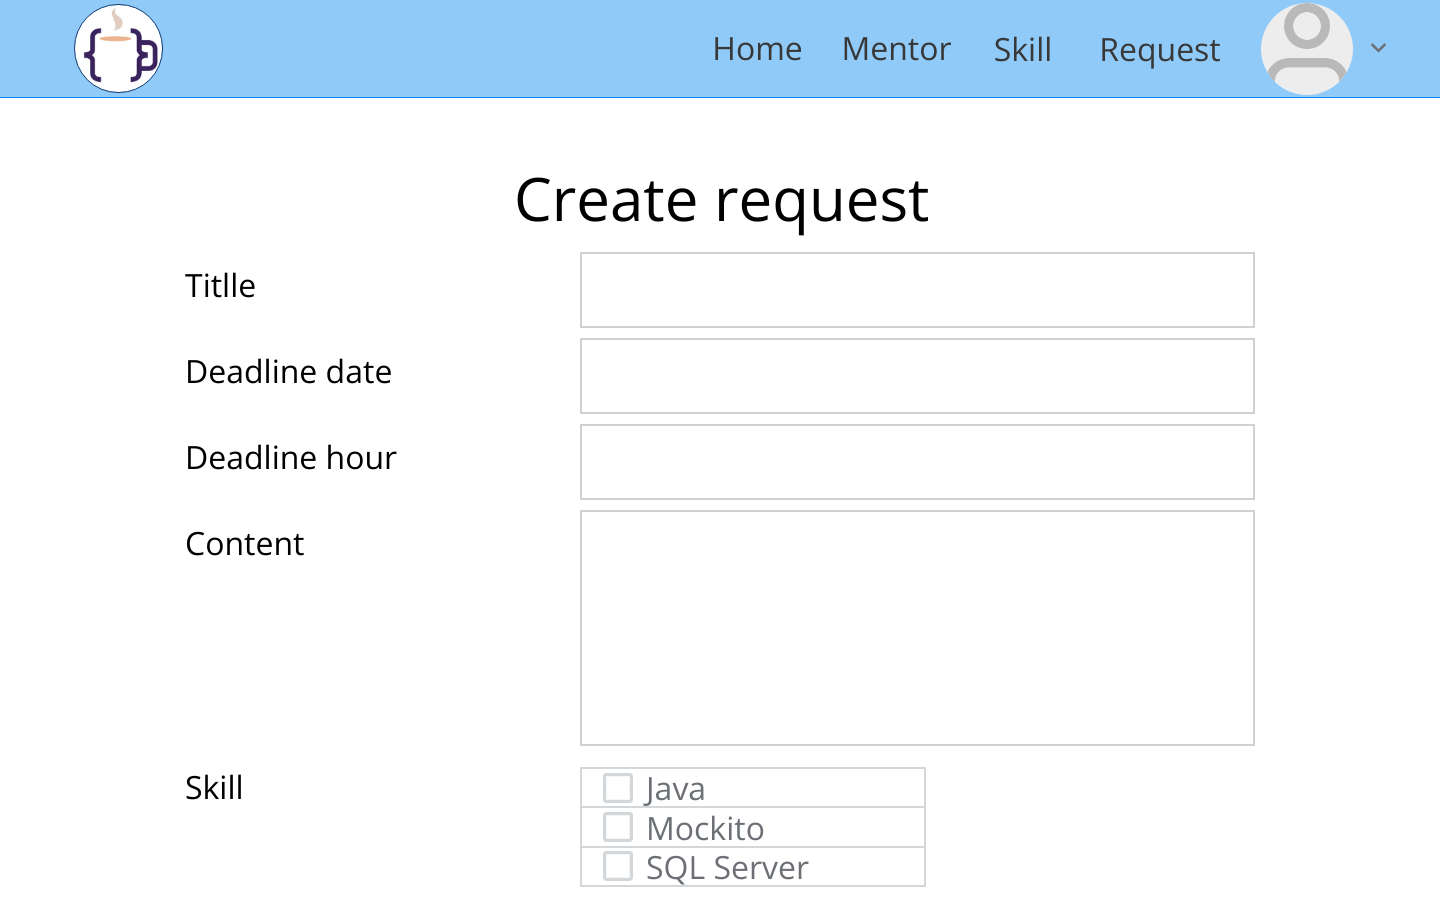 Home Mentor Skill Request
Create request
Titlle
Deadline date
Deadline hour
Content
Skill
Java
Mockito
SQL Server